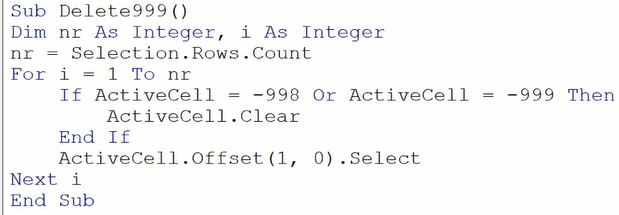 Sub Delete999()
Dim nr As Integer, i As Integer
nr = Selection.Rows.Count
For i = 1 To nr
    If ActiveCell = -998 Or ActiveCell = -999 Then
        ActiveCell.Clear
    End If
    ActiveCell.Offset(1, 0).Select
Next i
End Sub